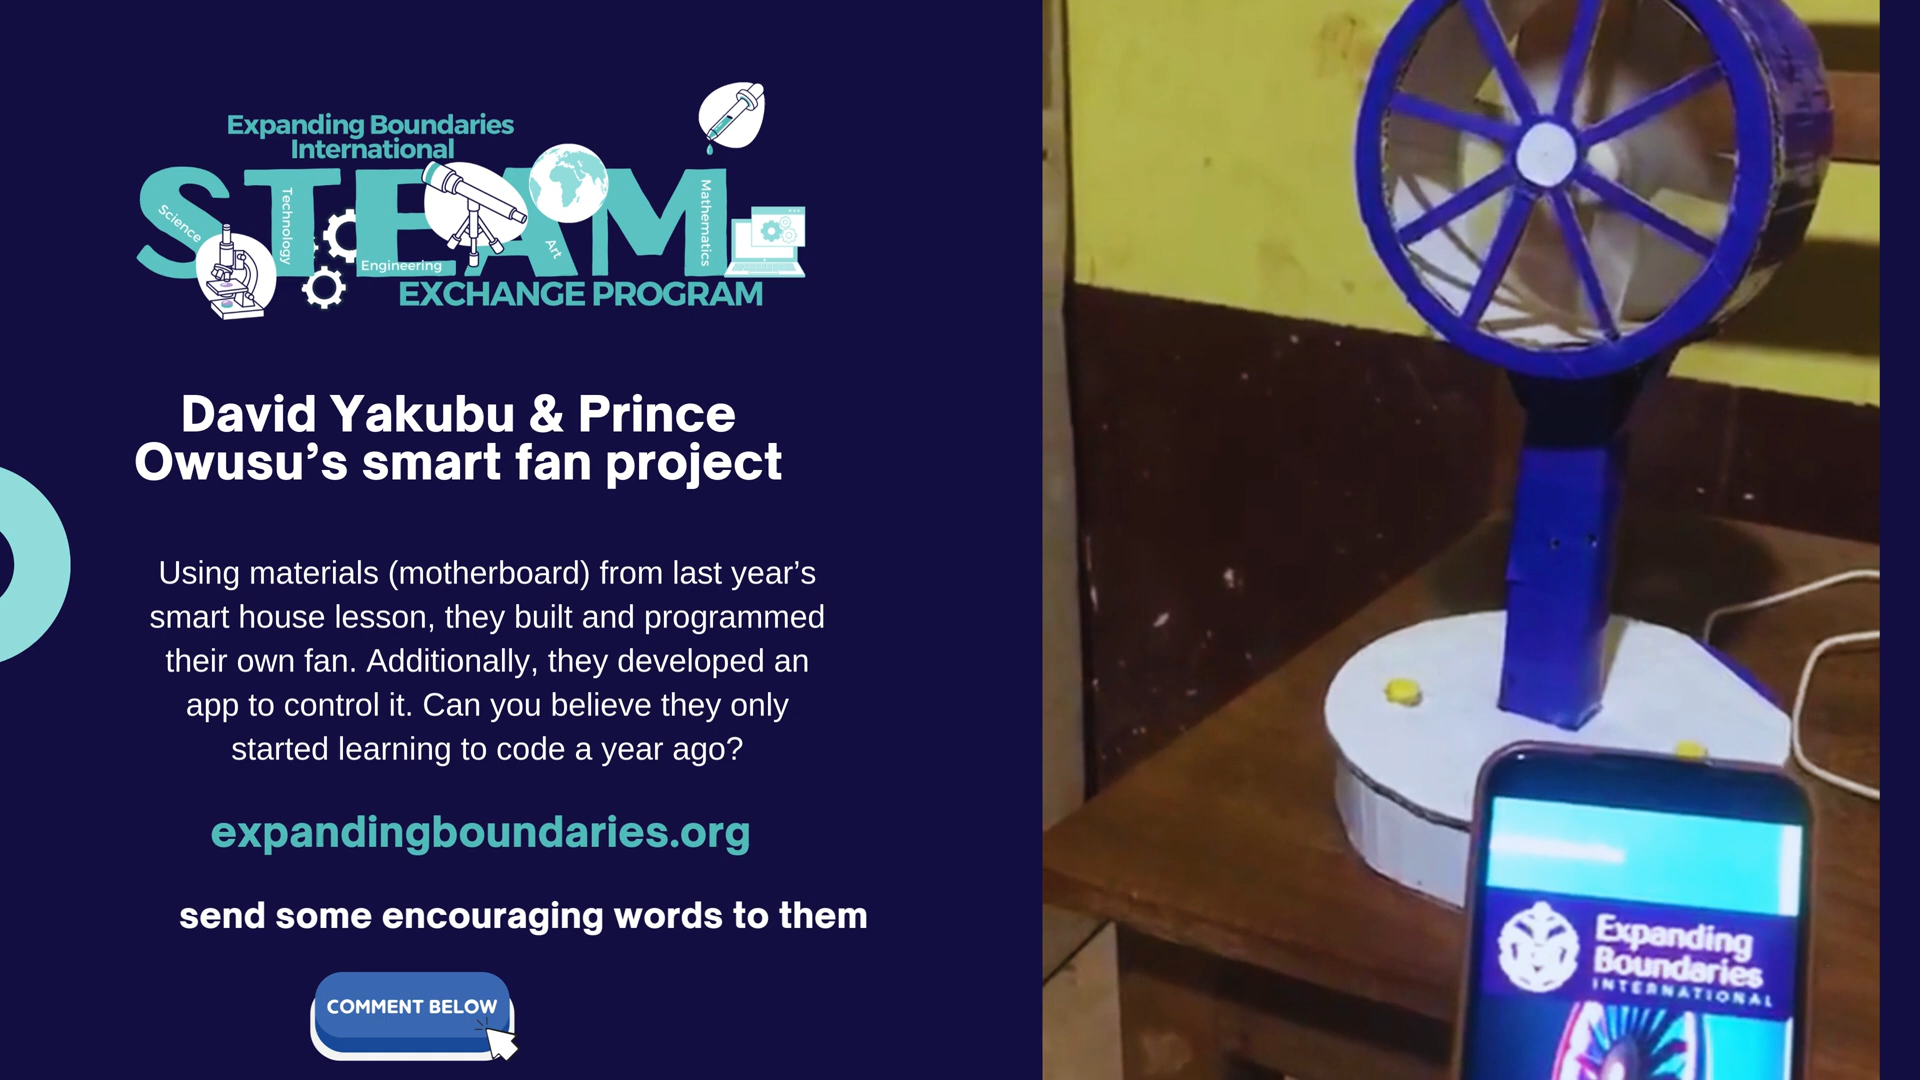 Expanding Boundaries
International
STEAM
Science
Technology
Engineering
Art
Mathematics
EXCHANGE PROGRAM
David Yakubu & Prince
Owusu’s smart fan project
Using materials (motherboard) from last year’s
smart house lesson, they built and programmed
their own fan. Additionally, they developed an
app to control it. Can you believe they only
started learning to code a year ago?
expandingboundaries.org
send some encouraging words to them
COMMENT BELOW
Expanding
Boundaries
INTERNATIONAL